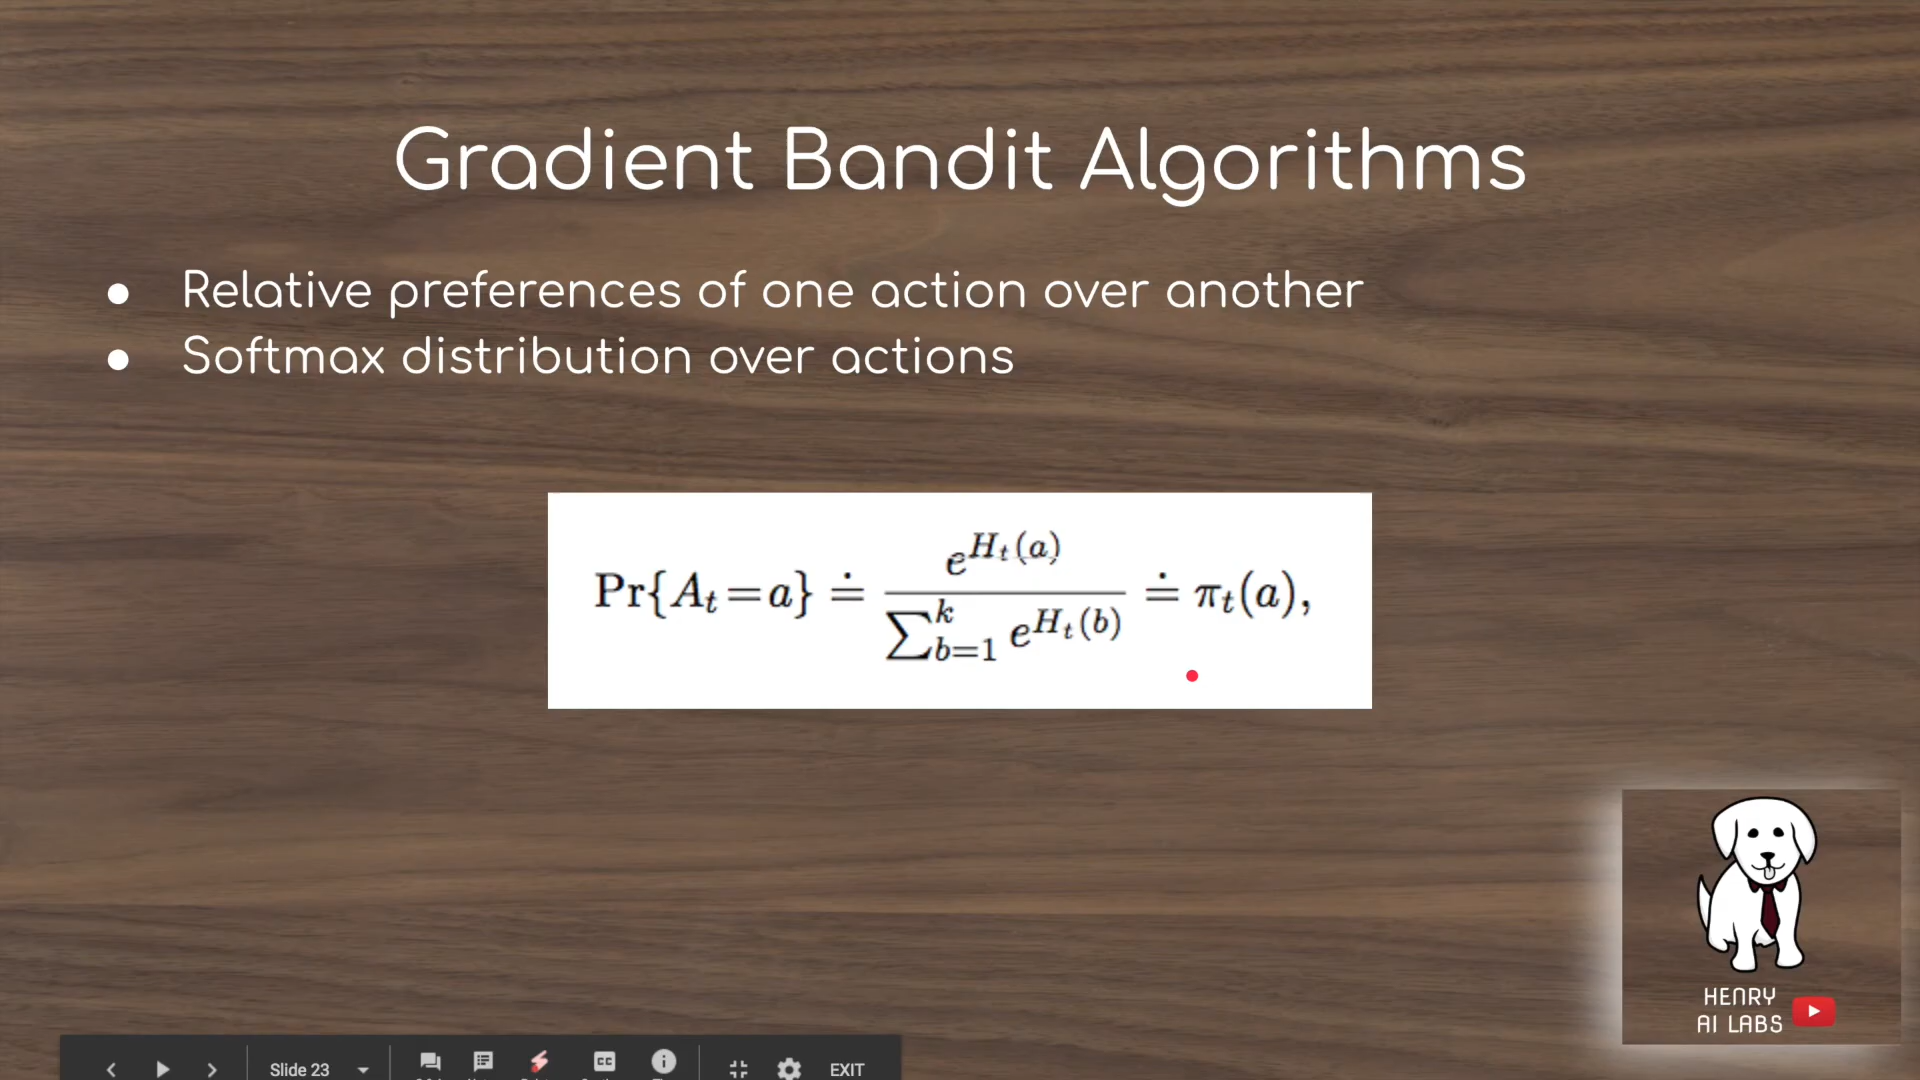 Gradient Bandit Algorithms
● Relative preferences of one action over another
● Softmax distribution over actions
Pr{A_t=a} ≐ e^{H_t(a)} / ∑_{b=1}^{k} e^{H_t(b)} ≐ π_t(a),
HENRY
AI LABS
Slide 23
CC
EXIT